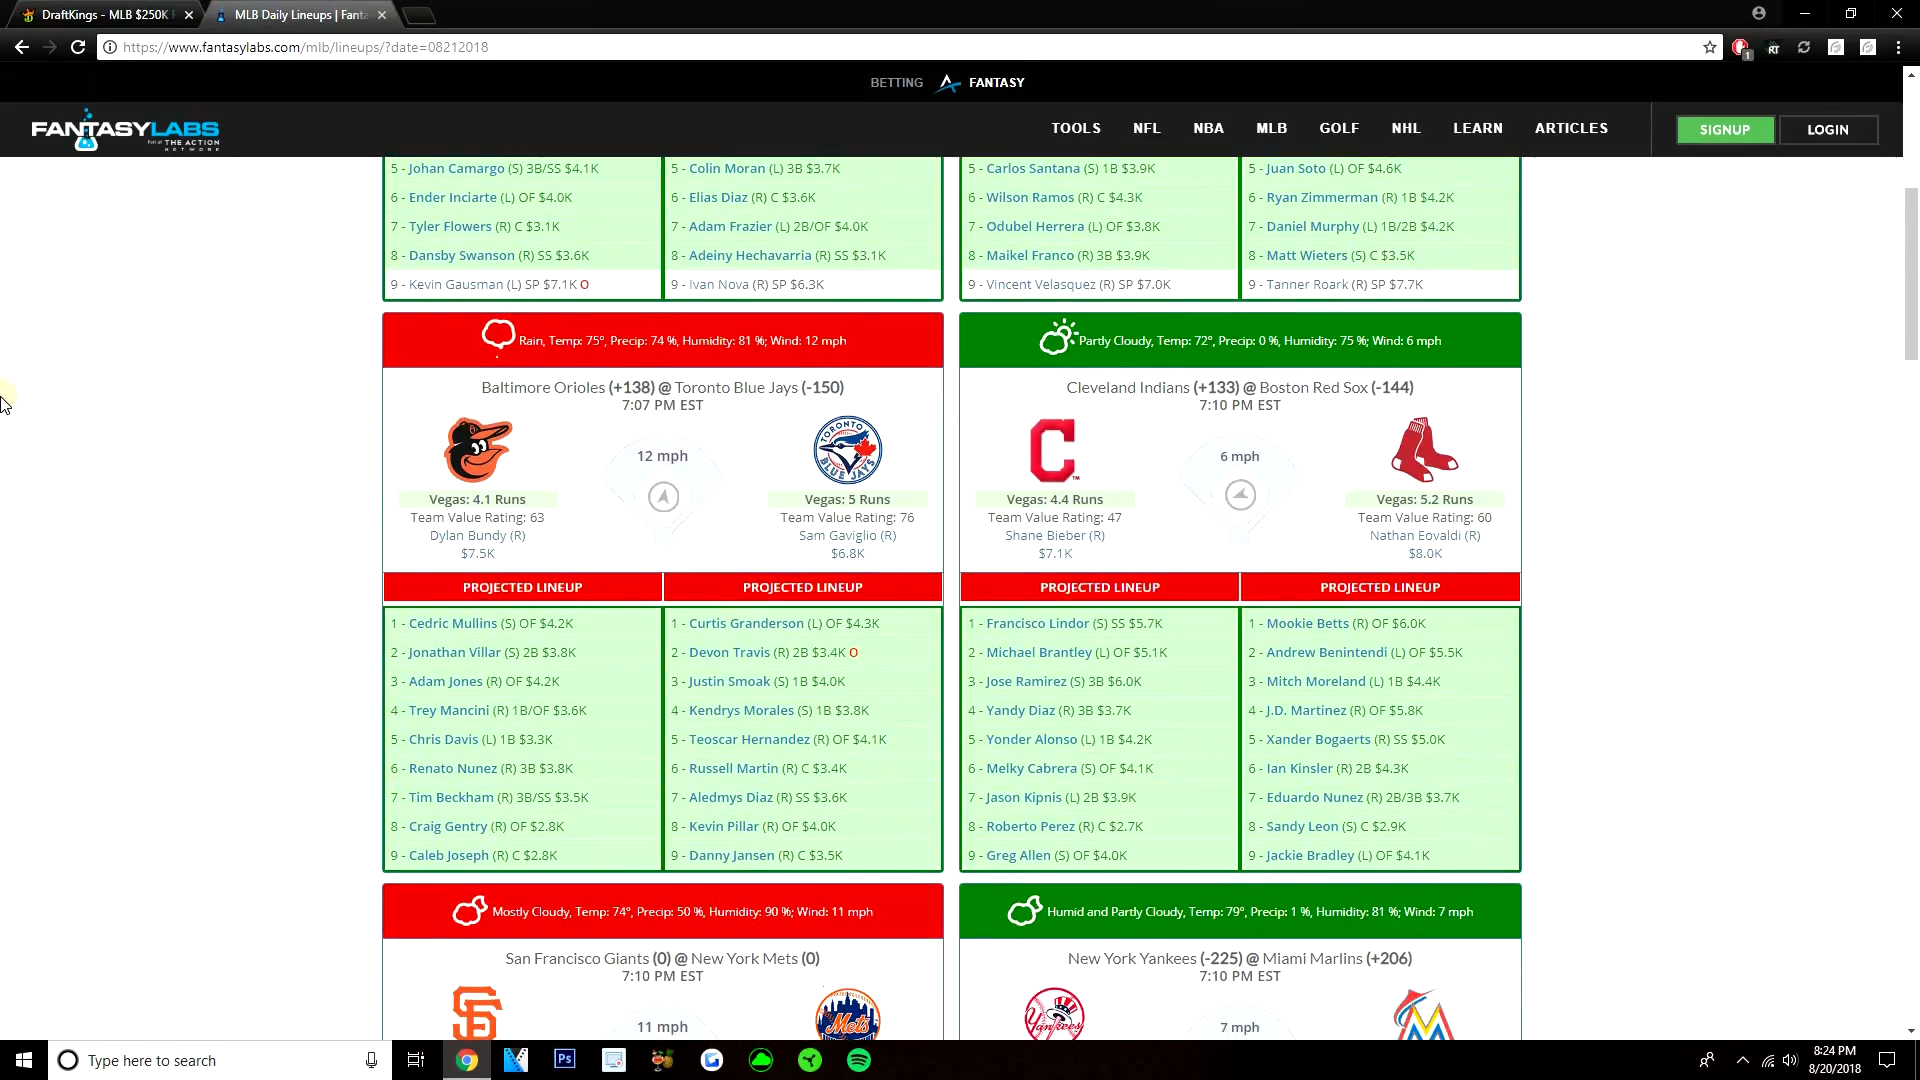 DraftKings - MLB $250K
MLB Daily Lineups | Fanta
https://www.fantasylabs.com/mlb/lineups/?date=08212018
BETTING FANTASY
FANTASYLABS
Part of THE ACTION NETWORK
TOOLS NFL NBA MLB GOLF NHL LEARN ARTICLES SIGNUP LOGIN
5 - Johan Camargo (S) 3B/SS $4.1K
6 - Ender Inciarte (L) OF $4.0K
7 - Tyler Flowers (R) C $3.1K
8 - Dansby Swanson (R) SS $3.6K
9 - Kevin Gausman (L) SP $7.1K O
5 - Colin Moran (L) 3B $3.7K
6 - Elias Diaz (R) C $3.6K
7 - Adam Frazier (L) 2B/OF $4.0K
8 - Adeiny Hechavarria (R) SS $3.1K
9 - Ivan Nova (R) SP $6.3K
5 - Carlos Santana (S) 1B $3.9K
6 - Wilson Ramos (R) C $4.3K
7 - Odubel Herrera (L) OF $3.8K
8 - Maikel Franco (R) 3B $3.9K
9 - Vincent Velasquez (R) SP $7.0K
5 - Juan Soto (L) OF $4.6K
6 - Ryan Zimmerman (R) 1B $4.2K
7 - Daniel Murphy (L) 1B/2B $4.2K
8 - Matt Wieters (S) C $3.5K
9 - Tanner Roark (R) SP $7.7K
Rain, Temp: 75°, Precip: 74 %, Humidity: 81 %; Wind: 12 mph
Baltimore Orioles (+138) @ Toronto Blue Jays (-150)
7:07 PM EST
12 mph
TORONTO
BLUE JAYS
Vegas: 4.1 Runs
Team Value Rating: 63
Dylan Bundy (R)
$7.5K
Vegas: 5 Runs
Team Value Rating: 76
Sam Gaviglio (R)
$6.8K
PROJECTED LINEUP
1 - Cedric Mullins (S) OF $4.2K
2 - Jonathan Villar (S) 2B $3.8K
3 - Adam Jones (R) OF $4.2K
4 - Trey Mancini (R) 1B/OF $3.6K
5 - Chris Davis (L) 1B $3.3K
6 - Renato Nunez (R) 3B $3.8K
7 - Tim Beckham (R) 3B/SS $3.5K
8 - Craig Gentry (R) OF $2.8K
9 - Caleb Joseph (R) C $2.8K
PROJECTED LINEUP
1 - Curtis Granderson (L) OF $4.3K
2 - Devon Travis (R) 2B $3.4K O
3 - Justin Smoak (S) 1B $4.0K
4 - Kendrys Morales (S) 1B $3.8K
5 - Teoscar Hernandez (R) OF $4.1K
6 - Russell Martin (R) C $3.4K
7 - Aledmys Diaz (R) SS $3.6K
8 - Kevin Pillar (R) OF $4.0K
9 - Danny Jansen (R) C $3.5K
Partly Cloudy, Temp: 72°, Precip: 0 %, Humidity: 75 %; Wind: 6 mph
Cleveland Indians (+133) @ Boston Red Sox (-144)
7:10 PM EST
C
6 mph
Vegas: 4.4 Runs
Team Value Rating: 47
Shane Bieber (R)
$7.1K
Vegas: 5.2 Runs
Team Value Rating: 60
Nathan Eovaldi (R)
$8.0K
PROJECTED LINEUP
1 - Francisco Lindor (S) SS $5.7K
2 - Michael Brantley (L) OF $5.1K
3 - Jose Ramirez (S) 3B $6.0K
4 - Yandy Diaz (R) 3B $3.7K
5 - Yonder Alonso (L) 1B $4.2K
6 - Melky Cabrera (S) OF $4.1K
7 - Jason Kipnis (L) 2B $3.9K
8 - Roberto Perez (R) C $2.7K
9 - Greg Allen (S) OF $4.0K
PROJECTED LINEUP
1 - Mookie Betts (R) OF $6.0K
2 - Andrew Benintendi (L) OF $5.5K
3 - Mitch Moreland (L) 1B $4.4K
4 - J.D. Martinez (R) OF $5.8K
5 - Xander Bogaerts (R) SS $5.0K
6 - Ian Kinsler (R) 2B $4.3K
7 - Eduardo Nunez (R) 2B/3B $3.7K
8 - Sandy Leon (S) C $2.9K
9 - Jackie Bradley (L) OF $4.1K
Mostly Cloudy, Temp: 74°, Precip: 50 %, Humidity: 90 %; Wind: 11 mph
San Francisco Giants (0) @ New York Mets (0)
7:10 PM EST
SF
11 mph
Mets
Humid and Partly Cloudy, Temp: 79°, Precip: 1 %, Humidity: 81 %; Wind: 7 mph
New York Yankees (-225) @ Miami Marlins (+206)
7:10 PM EST
Yankees
7 mph
M
Type here to search
8:24 PM
8/20/2018